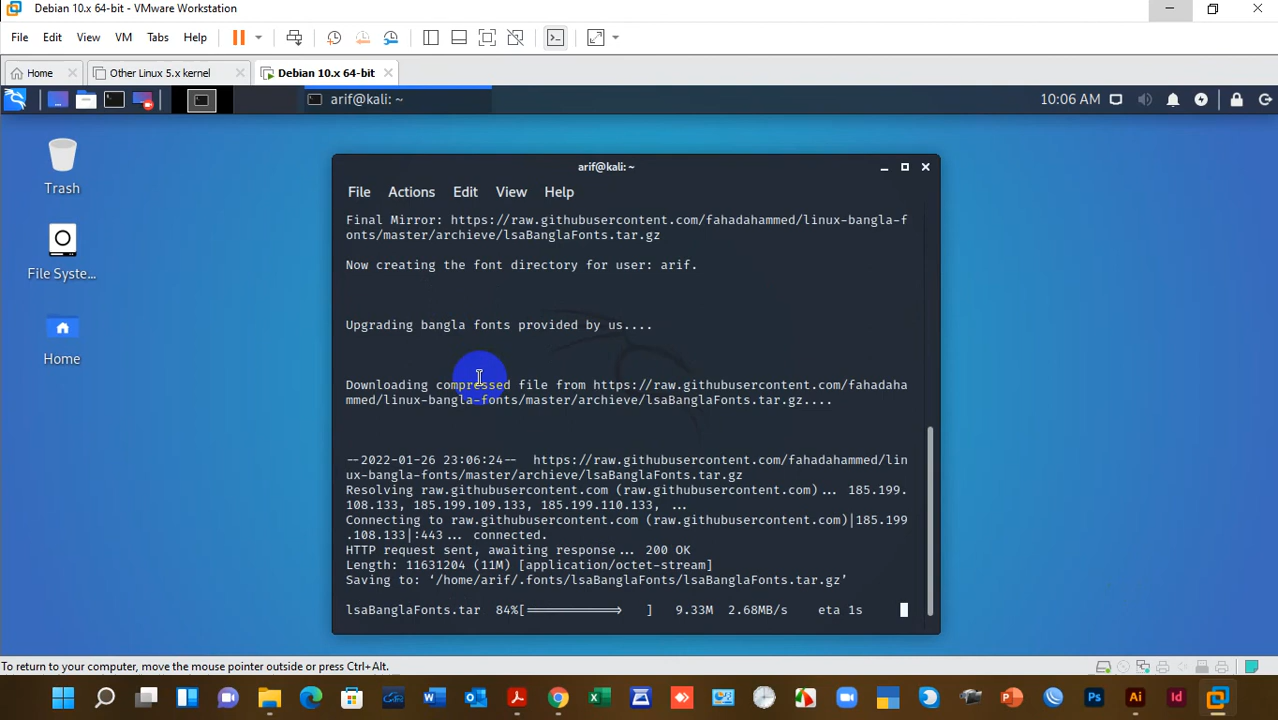 Debian 10.x 64-bit - VMware Workstation
File Edit View VM Tabs Help
Home Other Linux 5.x kernel Debian 10.x 64-bit
arif@kali: ~ 10:06 AM
Trash
File Syste...
Home
arif@kali: ~
File Actions Edit View Help
Final Mirror: https://raw.githubusercontent.com/fahadahammed/linux-bangla-f
onts/master/archieve/lsaBanglaFonts.tar.gz
Now creating the font directory for user: arif.
Upgrading bangla fonts provided by us....
Downloading compressed file from https://raw.githubusercontent.com/fahadaha
mmed/linux-bangla-fonts/master/archieve/lsaBanglaFonts.tar.gz....
--2022-01-26 23:06:24-- https://raw.githubusercontent.com/fahadahammed/lin
ux-bangla-fonts/master/archieve/lsaBanglaFonts.tar.gz
Resolving raw.githubusercontent.com (raw.githubusercontent.com)... 185.199.
108.133, 185.199.109.133, 185.199.110.133, ...
Connecting to raw.githubusercontent.com (raw.githubusercontent.com)|185.199
.108.133|:443... connected.
HTTP request sent, awaiting response... 200 OK
Length: 11631204 (11M) [application/octet-stream]
Saving to: ‘/home/arif/.fonts/lsaBanglaFonts/lsaBanglaFonts.tar.gz’
lsaBanglaFonts.tar 84%[============> ] 9.33M 2.68MB/s eta 1s
To return to your computer, move the mouse pointer outside or press Ctrl+Alt.